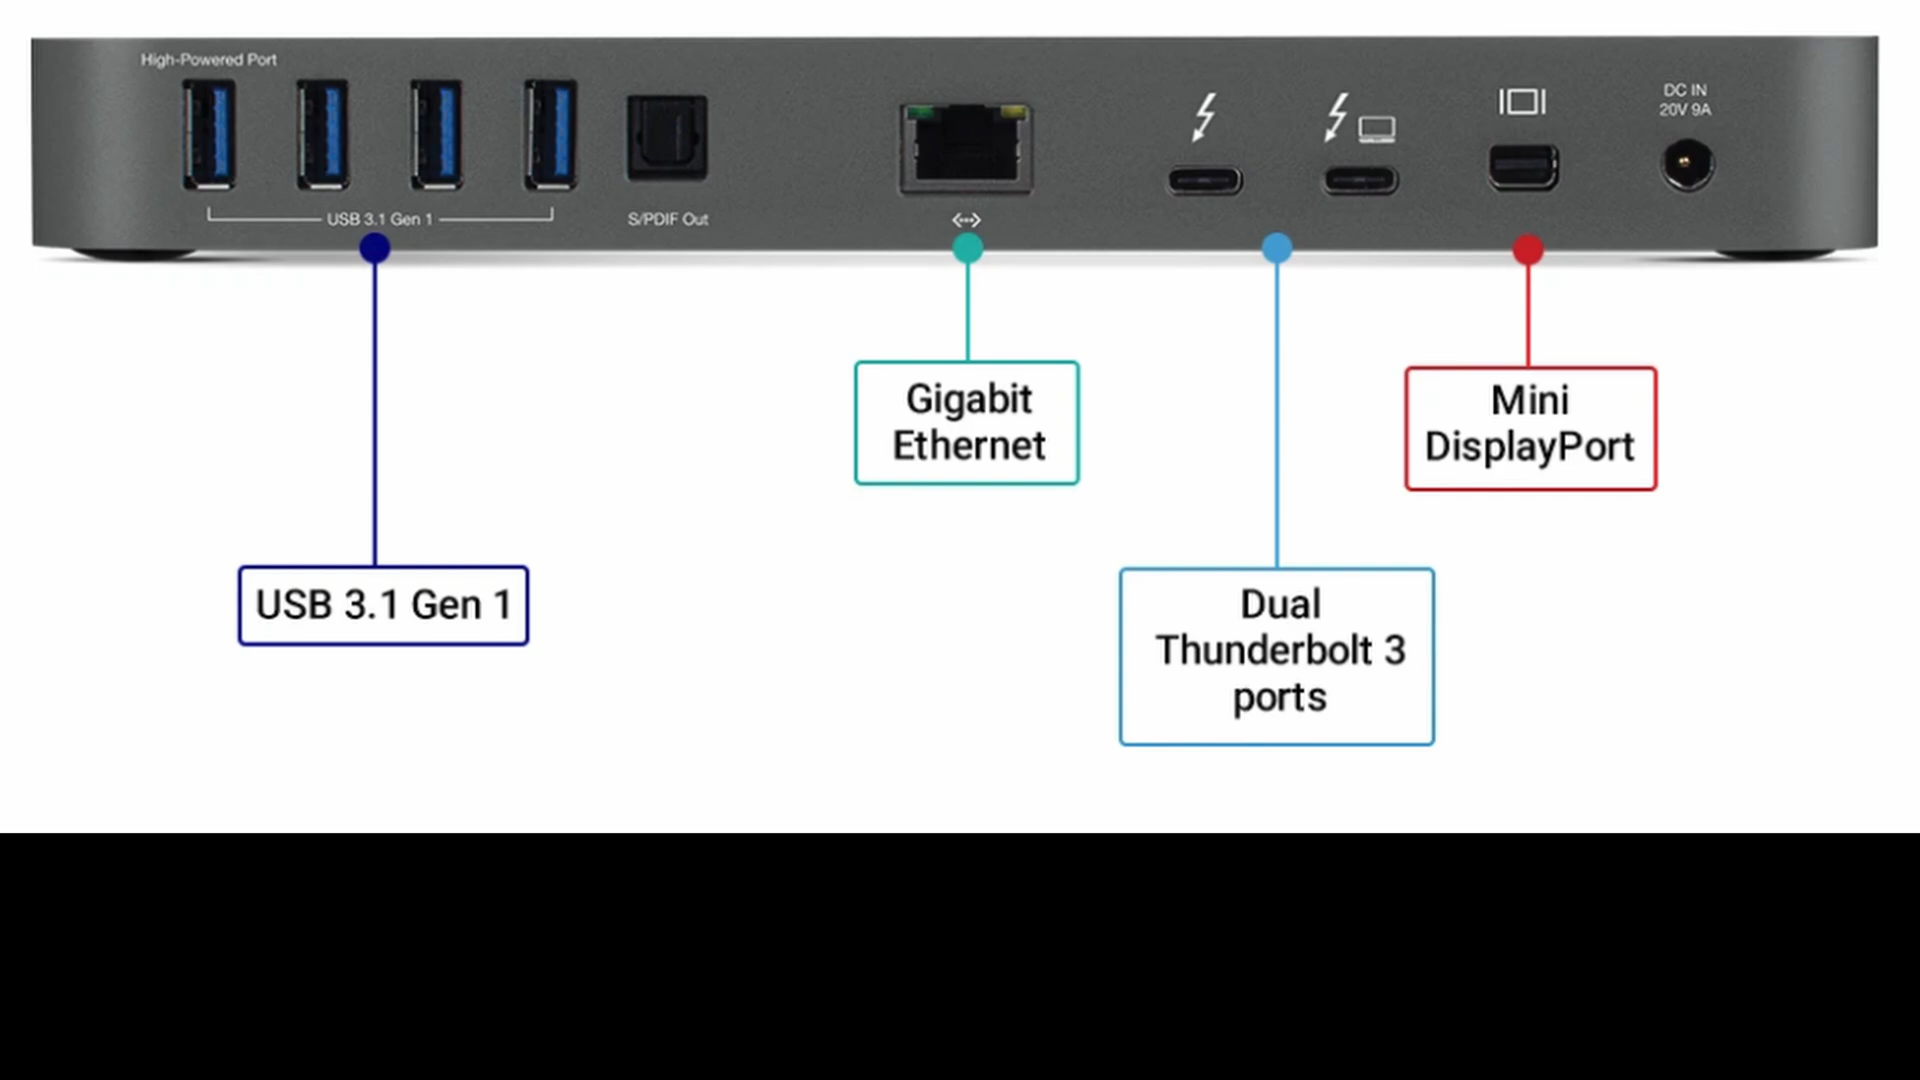 High-Powered Port
USB 3.1 Gen 1
S/PDIF Out
DC IN
20V 9A
Gigabit
Ethernet
Mini
DisplayPort
USB 3.1 Gen 1
Dual
Thunderbolt 3
ports